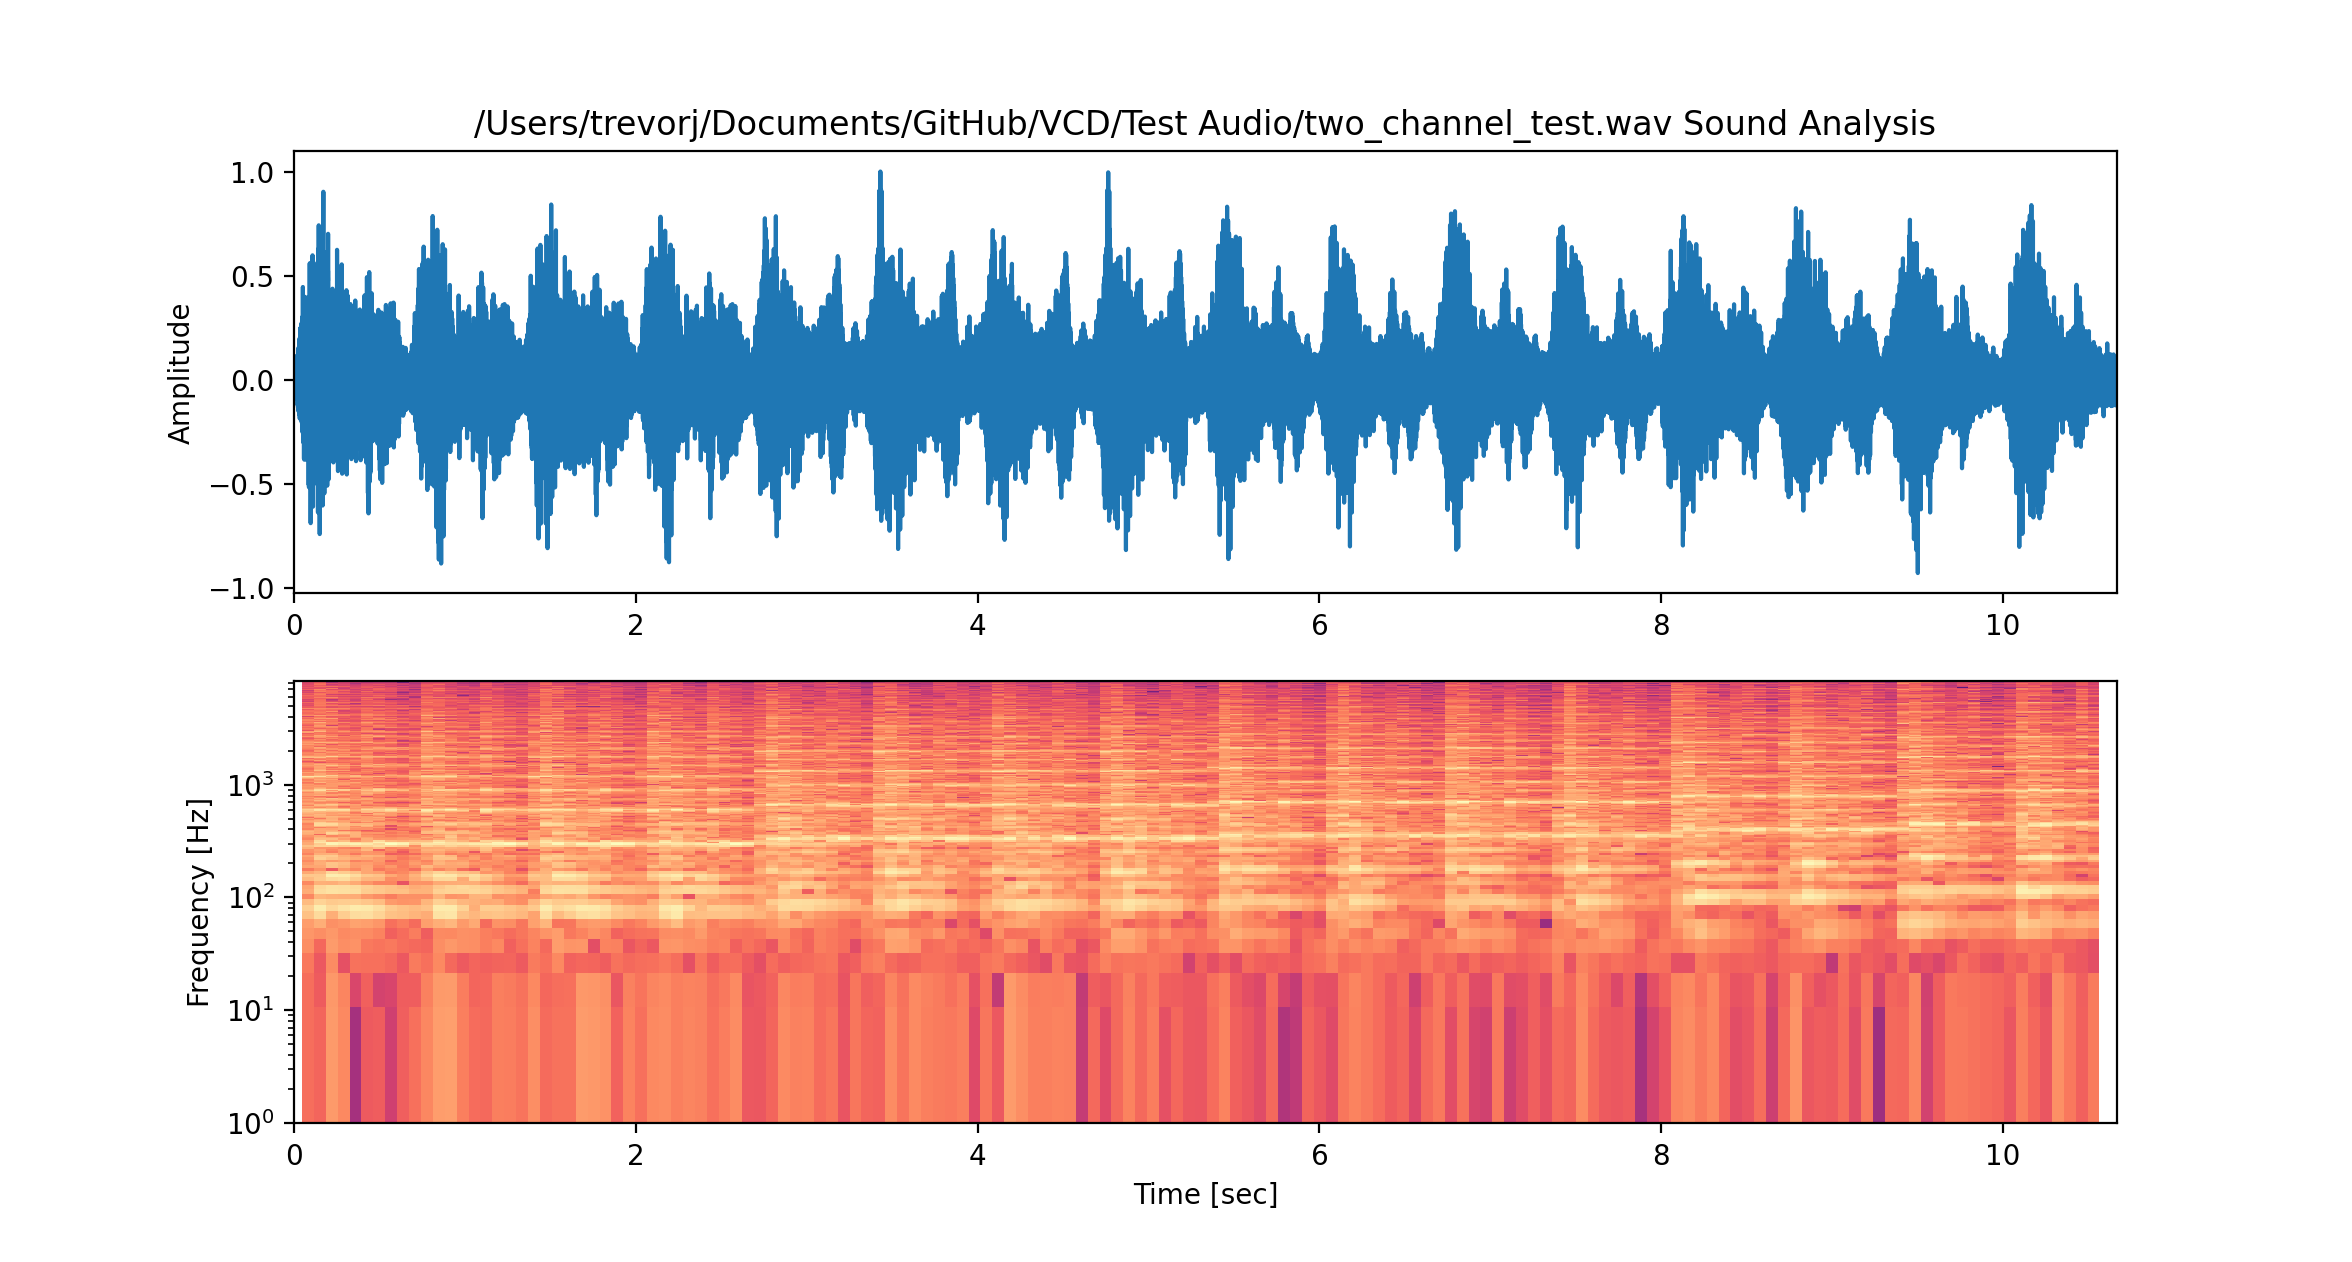 /Users/trevorj/Documents/GitHub/VCD/Test Audio/two_channel_test.wav Sound Analysis
1.0
0.5
0.0
−0.5
−1.0
Amplitude
0 2 4 6 8 10
10³
10²
10¹
10⁰
Frequency [Hz]
0 2 4 6 8 10
Time [sec]